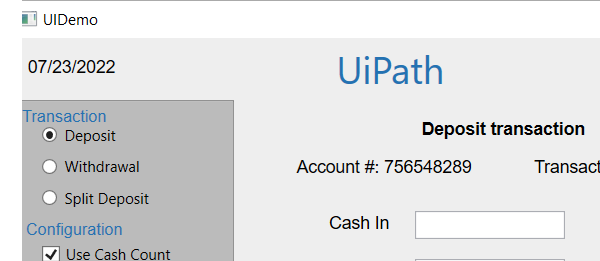 UIDemo
07/23/2022
UiPath
Transaction
Deposit
Withdrawal
Split Deposit
Configuration
Use Cash Count
Deposit transaction
Account #: 756548289 Transact
Cash In